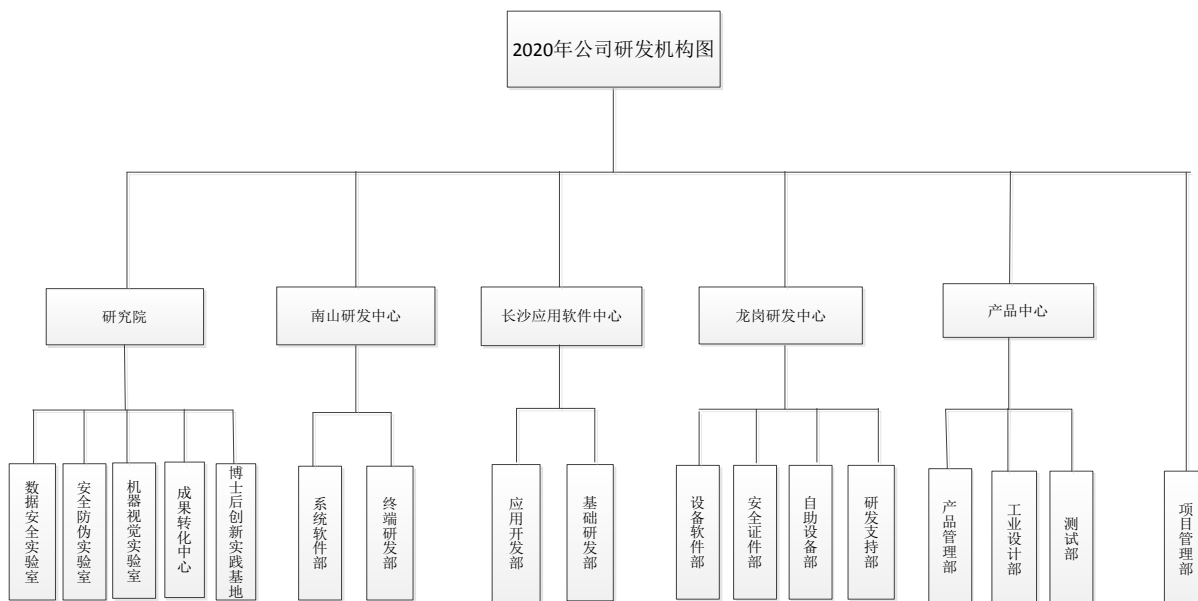 2020年公司研发机构图
研究院
南山研发中心
长沙应用软件中心
龙岗研发中心
产品中心
数据安全实验室
安全防伪实验室
机器视觉实验室
成果转化中心
博士后创新实践基地
系统软件部
终端研发部
应用开发部
基础研发部
设备软件部
安全证件部
自助设备部
研发支持部
产品管理部
工业设计部
测试部
项目管理部